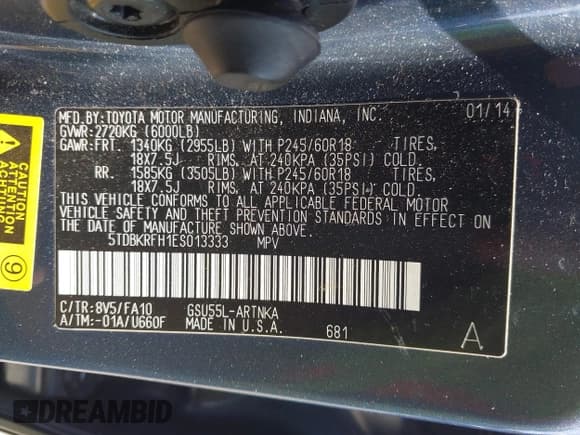 MFD.BY:TOYOTA MOTOR MANUFACTURING, INDIANA, INC. 01/14
GVWR:2720KG (6000LB)
GAWR:FRT. 1340KG (2955LB) WITH P245/60R18 TIRES,
18X7.5J RIMS, AT 240KPA (35PSI) COLD.
RR. 1585KG (3505LB) WITH P245/60R18 TIRES,
18X7.5J RIMS, AT 240KPA (35PSI) COLD.
THIS VEHICLE CONFORMS TO ALL APPLICABLE FEDERAL MOTOR
VEHICLE SAFETY AND THEFT PREVENTION STANDARDS IN EFFECT ON
THE DATE OF MANUFACTURE SHOWN ABOVE.
5TDBKRFH1ES013333 MPV
C/TR:8V5/FA10 GSU55L-ARTNKA
A/TM:-01A/U660F MADE IN U.S.A. 681 A
CAUTION
ATTENTION
ACHTUNG
9
DREAMBID